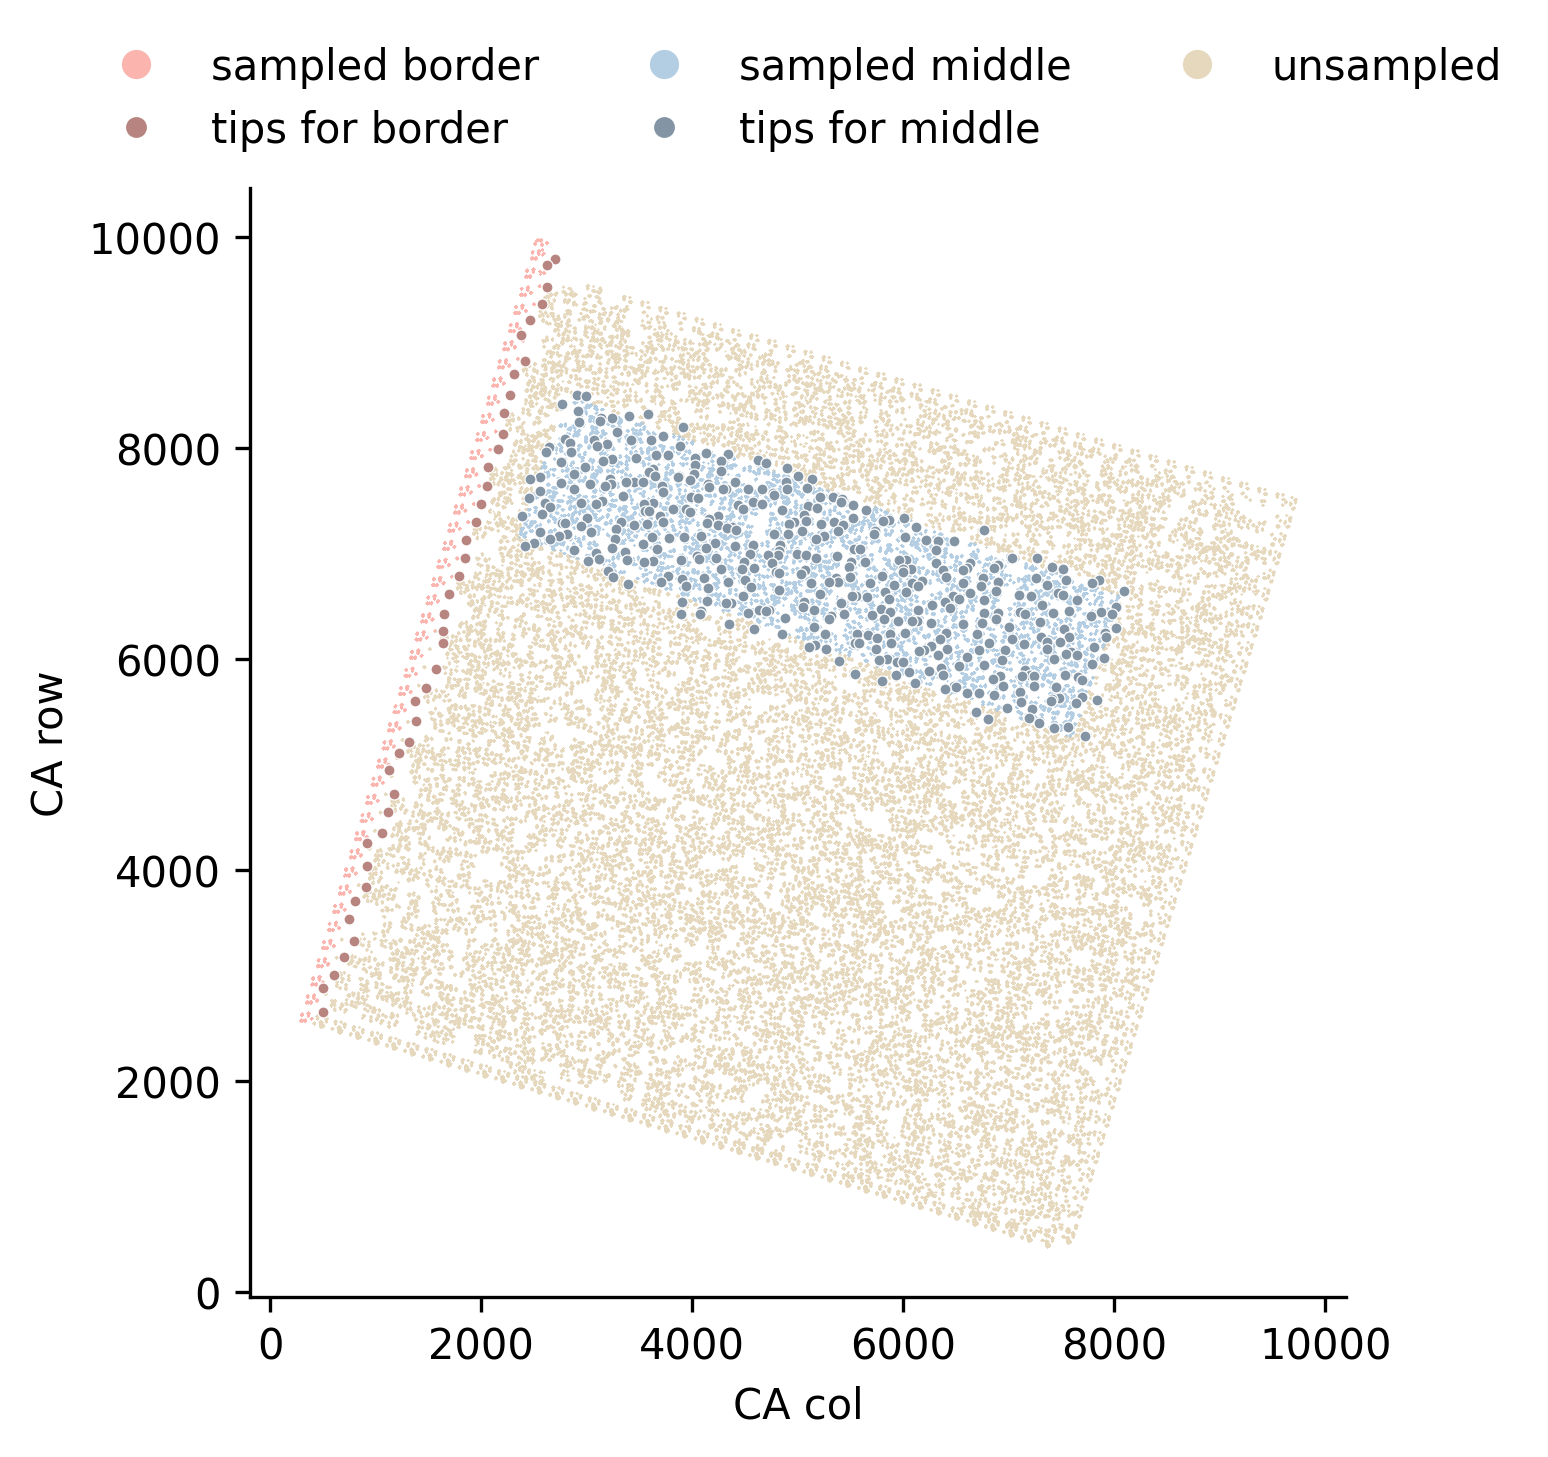 sampled border sampled middle unsampled
tips for border tips for middle
10000
8000
6000
4000
2000
0
CA row
0 2000 4000 6000 8000 10000
CA col